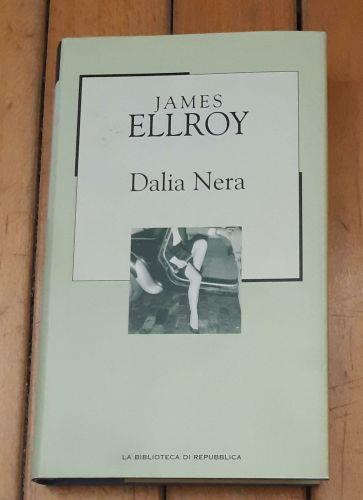 JAMES
ELLROY
Dalia Nera
LA BIBLIOTECA DI REPUBBLICA